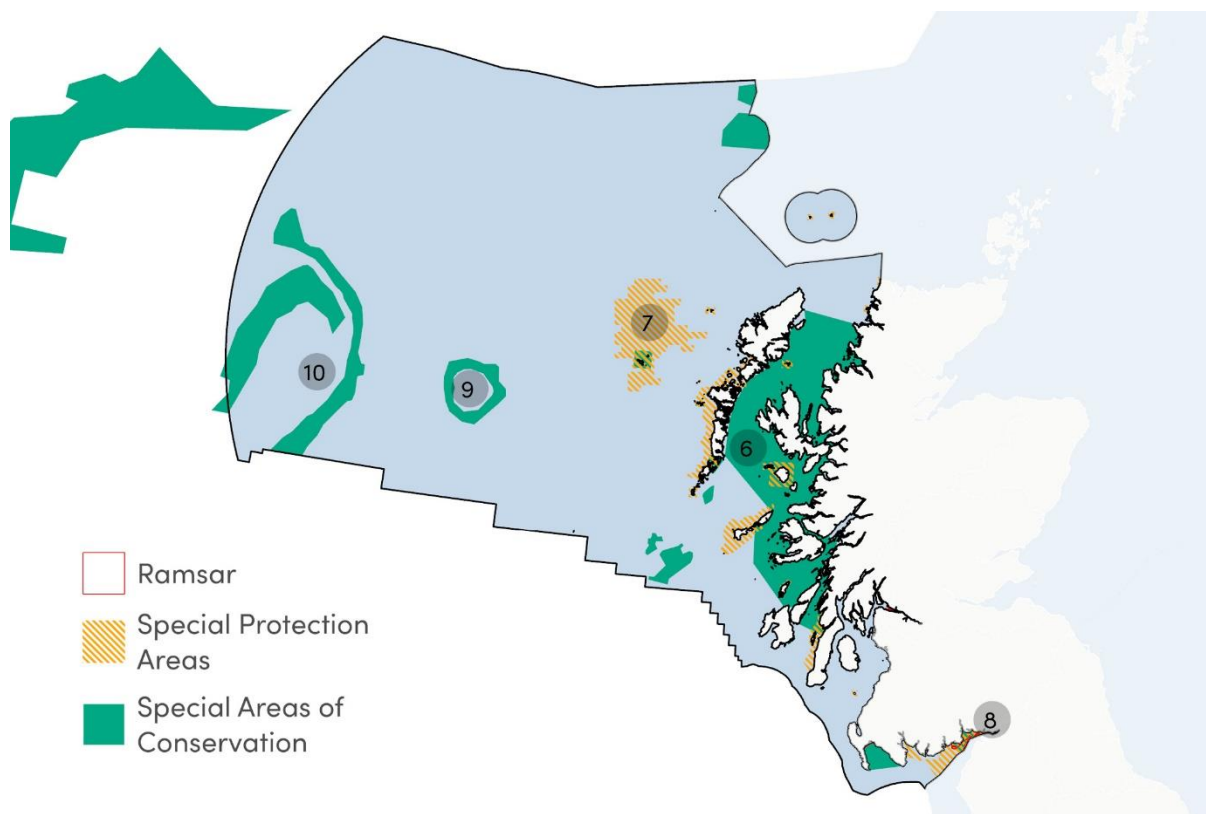 7
10
9
6
Ramsar
Special Protection
Areas
Special Areas of
Conservation
8